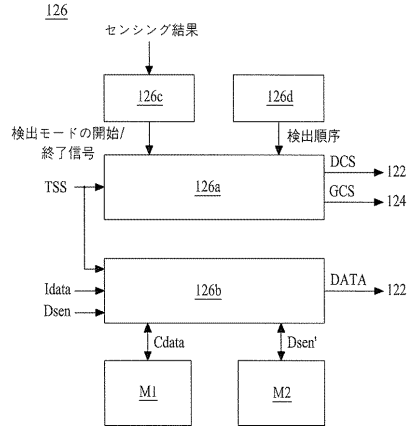 126
センシング結果
126c
126d
検出モードの開始/
終了信号
検出順序
TSS
126a
DCS
122
GCS
124
Idata
Dsen
126b
DATA
122
Cdata
Dsen'
M1
M2